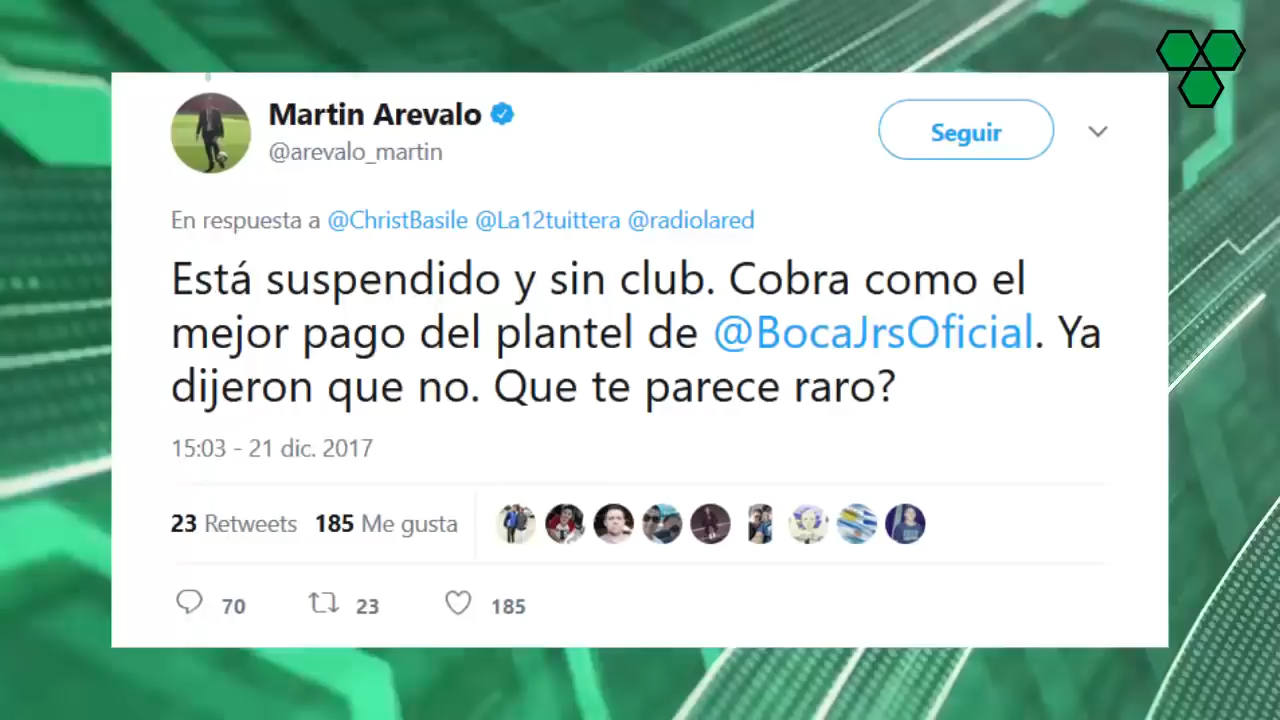 Martin Arevalo
@arevalo_martin
Seguir
En respuesta a @ChristBasile @La12tuittera @radiolared
Está suspendido y sin club. Cobra como el
mejor pago del plantel de @BocaJrsOficial. Ya
dijeron que no. Que te parece raro?
15:03 - 21 dic. 2017
23 Retweets 185 Me gusta
70 23 185